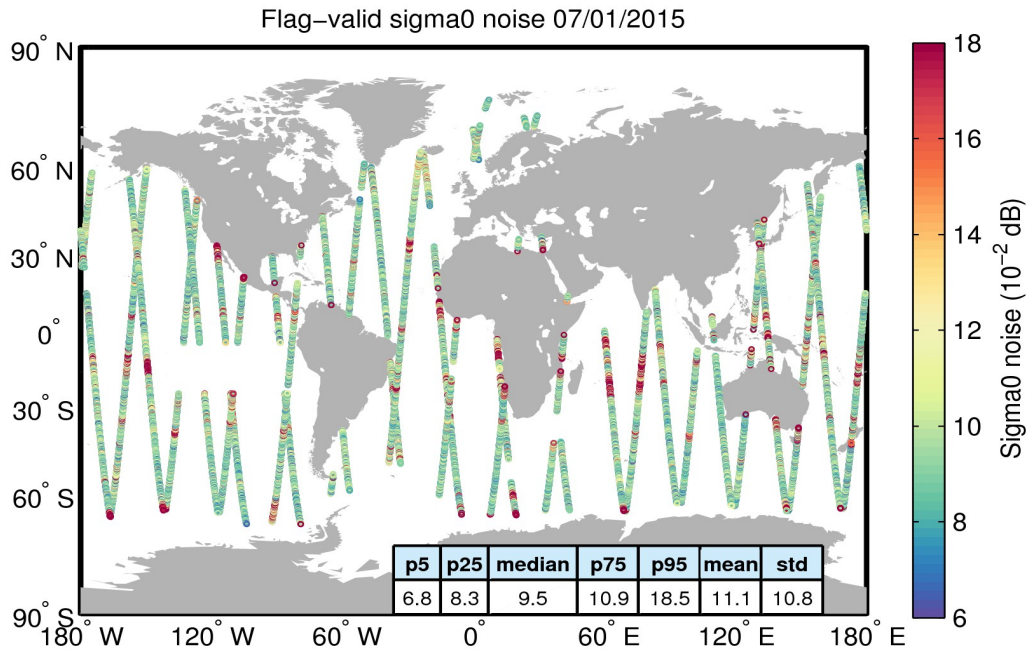 Flag−valid sigma0 noise 07/01/2015
90° N
60° N
30° N
0°
30° S
60° S
90° S
180° W
120° W
60° W
0°
60° E
120° E
180° E
p5 p25 median p75 p95 mean std
6.8 8.3 9.5 10.9 18.5 11.1 10.8
18
16
14
12
10
8
6
Sigma0 noise (10⁻² dB)